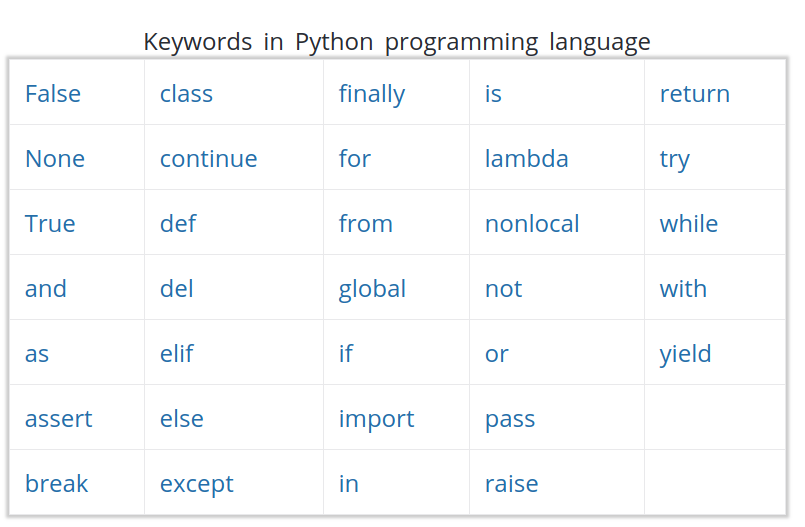 Keywords in Python programming language
False class finally is return
None continue for lambda try
True def from nonlocal while
and del global not with
as elif if or yield
assert else import pass
break except in raise